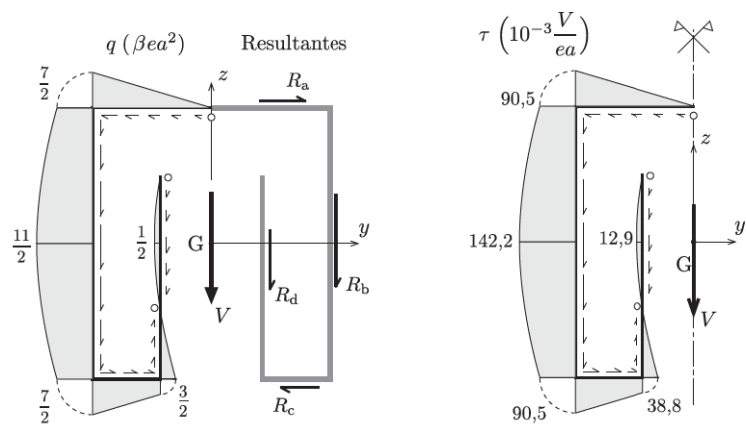 q (βea²)
Resultantes
τ (10⁻³ V/ea)
7/2
z
Rₐ
90,5
z
11/2
1/2
G
y
142,2
12,9
y
G
R_d
R_b
V
V
7/2
3/2
R_c
90,5
38,8